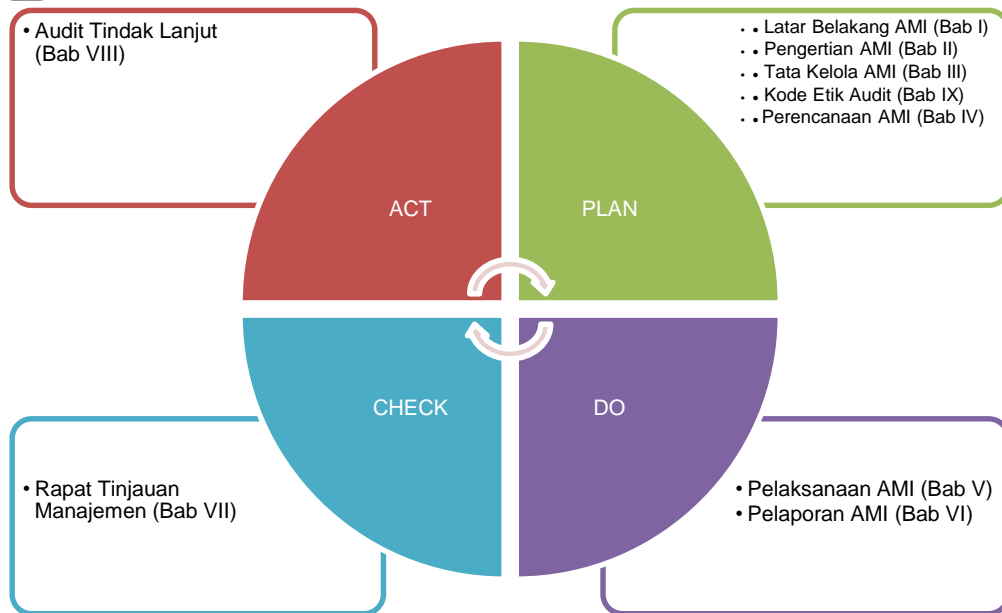 • Audit Tindak Lanjut
(Bab VIII)
• • Latar Belakang AMI (Bab I)
• • Pengertian AMI (Bab II)
• • Tata Kelola AMI (Bab III)
• • Kode Etik Audit (Bab IX)
• • Perencanaan AMI (Bab IV)
ACT
PLAN
CHECK
DO
• Rapat Tinjauan
Manajemen (Bab VII)
• Pelaksanaan AMI (Bab V)
• Pelaporan AMI (Bab VI)